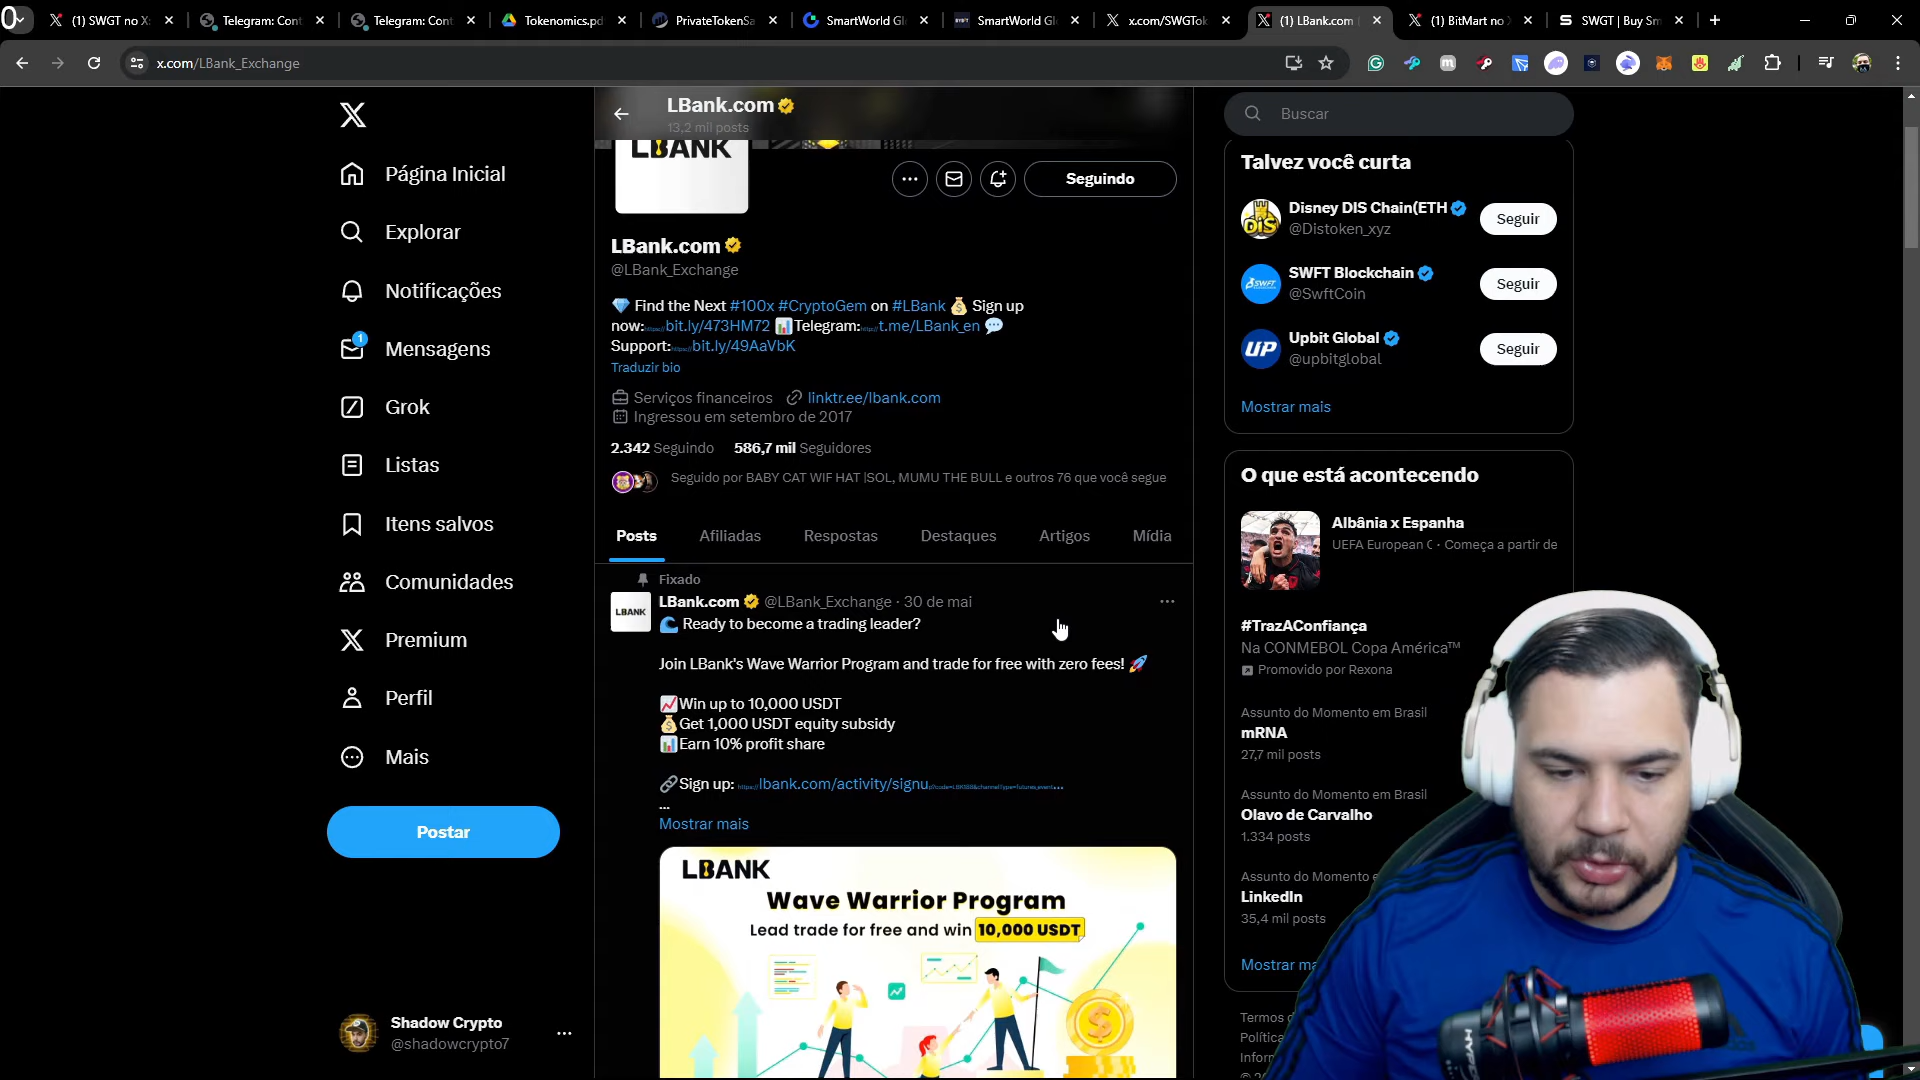 (1) SWGT no X
Telegram: Cont
Telegram: Cont
Tokenomics.pd
PrivateTokenSa
SmartWorld Gl
SmartWorld Gl
x.com/SWGTok
(1) LBank.com
(1) BitMart no X
SWGT | Buy Sm
x.com/LBank_Exchange
Página Inicial
Explorar
Notificações
1
Mensagens
Grok
Listas
Itens salvos
Comunidades
Premium
Perfil
Mais
Postar
Shadow Crypto
@shadowcrypto7
LBank.com
13,2 mil posts
LBANK
Seguindo
LBank.com
@LBank_Exchange
💎 Find the Next #100x #CryptoGem on #LBank 💰 Sign up
now: bit.ly/473HM72 📊Telegram: t.me/LBank_en 💬
Support: bit.ly/49AaVbK
Traduzir bio
Serviços financeiros linktr.ee/lbank.com
Ingressou em setembro de 2017
2.342 Seguindo 586,7 mil Seguidores
Seguido por BABY CAT WIF HAT |SOL, MUMU THE BULL e outros 76 que você segue
Posts Afiliadas Respostas Destaques Artigos Mídia
Fixado
LBANK
LBank.com @LBank_Exchange · 30 de mai
🌊 Ready to become a trading leader?
Join LBank's Wave Warrior Program and trade for free with zero fees! 🚀
📈Win up to 10,000 USDT
💰Get 1,000 USDT equity subsidy
📊Earn 10% profit share
🔗Sign up: lbank.com/activity/signu
...
Mostrar mais
LBANK
Wave Warrior Program
Lead trade for free and win 10,000 USDT
Buscar
Talvez você curta
Disney DIS Chain(ETH
@Distoken_xyz
Seguir
SWFT Blockchain
@SwftCoin
Seguir
UP
Upbit Global
@upbitglobal
Seguir
Mostrar mais
O que está acontecendo
Albânia x Espanha
UEFA European C · Começa a partir de
#TrazAConfiança
Na CONMEBOL Copa América™
Promovido por Rexona
Assunto do Momento em Brasil
mRNA
27,7 mil posts
Assunto do Momento em Brasil
Olavo de Carvalho
1.334 posts
Assunto do Momento e
LinkedIn
35,4 mil posts
Mostrar ma
Termos d
Política
Inforr